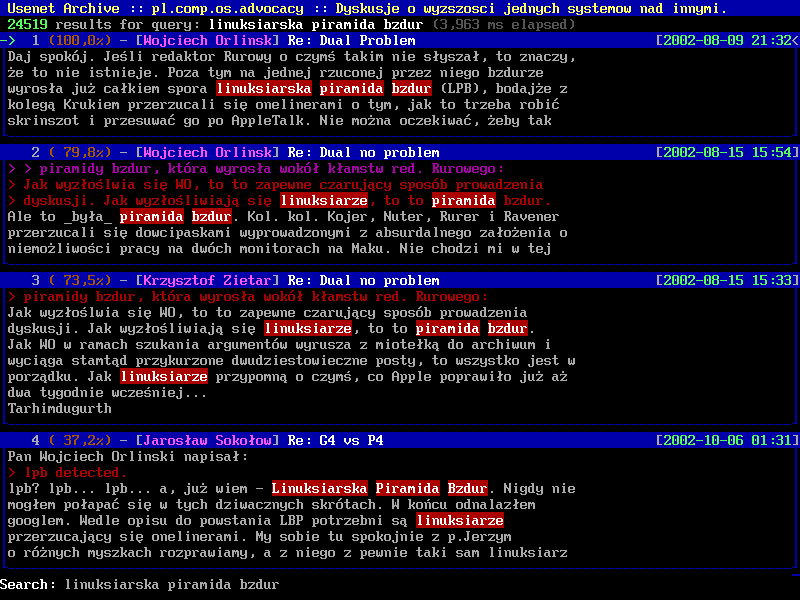 Usenet Archive :: pl.comp.os.advocacy :: Dyskusje o wyzszosci jednych systemow nad innymi.
24519 results for query: linuksiarska piramida bzdur (3,963 ms elapsed)
-> 1 (100,0%) - [Wojciech Orlinsk] Re: Dual Problem [2002-08-09 21:32<
Daj spokój. Jeśli redaktor Rurowy o czymś takim nie słyszał, to znaczy,
że to nie istnieje. Poza tym na jednej rzuconej przez niego bzdurze
wyrosła już całkiem spora linuksiarska piramida bzdur (LPB), bodajże z
kolegą Krukiem przerzucali się onelinerami o tym, jak to trzeba robić
skrinszot i przesuwać go po AppleTalk. Nie można oczekiwać, żeby tak
2 ( 79,8%) - [Wojciech Orlinsk] Re: Dual no problem [2002-08-15 15:54]
> > piramidy bzdur, która wyrosła wokół kłamstw red. Rurowego:
> Jak wyzłośliwia się WO, to to zapewne czarujący sposób prowadzenia
> dyskusji. Jak wyzłośliwiają się linuksiarze, to to piramida bzdur.
Ale to _była_ piramida bzdur. Kol. kol. Kojer, Nuter, Rurer i Ravener
przerzucali się dowcipaskami wyprowadzonymi z absurdalnego założenia o
niemożliwości pracy na dwóch monitorach na Maku. Nie chodzi mi w tej
3 ( 73,5%) - [Krzysztof Zietar] Re: Dual no problem [2002-08-15 15:33]
> piramidy bzdur, która wyrosła wokół kłamstw red. Rurowego:
Jak wyzłośliwia się WO, to to zapewne czarujący sposób prowadzenia
dyskusji. Jak wyzłośliwiają się linuksiarze, to to piramida bzdur.
Jak WO w ramach szukania argumentów wyrusza z miotełką do archiwum i
wyciąga stamtąd przykurzone dwudziestowieczne posty, to wszystko jest w
porządku. Jak linuksiarze przypomną o czymś, co Apple poprawiło już aż
dwa tygodnie wcześniej...
Tarhimdugurth
4 ( 37,2%) - [Jarosław Sokołow] Re: G4 vs P4 [2002-10-06 01:31]
Pan Wojciech Orlinski napisał:
> lpb detected.
lpb? lpb... lpb... a, już wiem - Linuksiarska Piramida Bzdur. Nigdy nie
mogłem połapać się w tych dziwacznych skrótach. W końcu odnalazłem
googlem. Wedle opisu do powstania LBP potrzebni są linuksiarze
przerzucający się onelinerami. My sobie tu spokojnie z p.Jerzym
o różnych myszkach rozprawiamy, a z niego z pewnie taki sam linuksiarz
Search: linuksiarska piramida bzdur